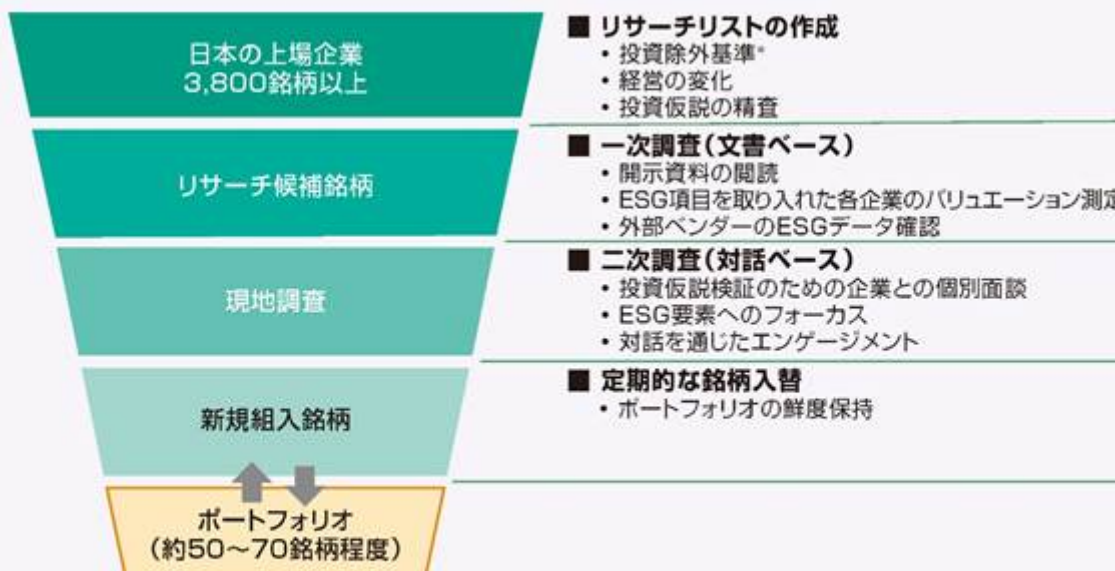 日本の上場企業
3,800銘柄以上
■ リサーチリストの作成
• 投資除外基準*
• 経営の変化
• 投資仮説の精査
リサーチ候補銘柄
■ 一次調査(文書ベース)
• 開示資料の閲読
• ESG項目を取り入れた各企業のバリュエーション測定
• 外部ベンダーのESGデータ確認
現地調査
■ 二次調査(対話ベース)
• 投資仮説検証のための企業との個別面談
• ESG要素へのフォーカス
• 対話を通じたエンゲージメント
新規組入銘柄
■ 定期的な銘柄入替
• ポートフォリオの鮮度保持
ポートフォリオ
(約50〜70銘柄程度)